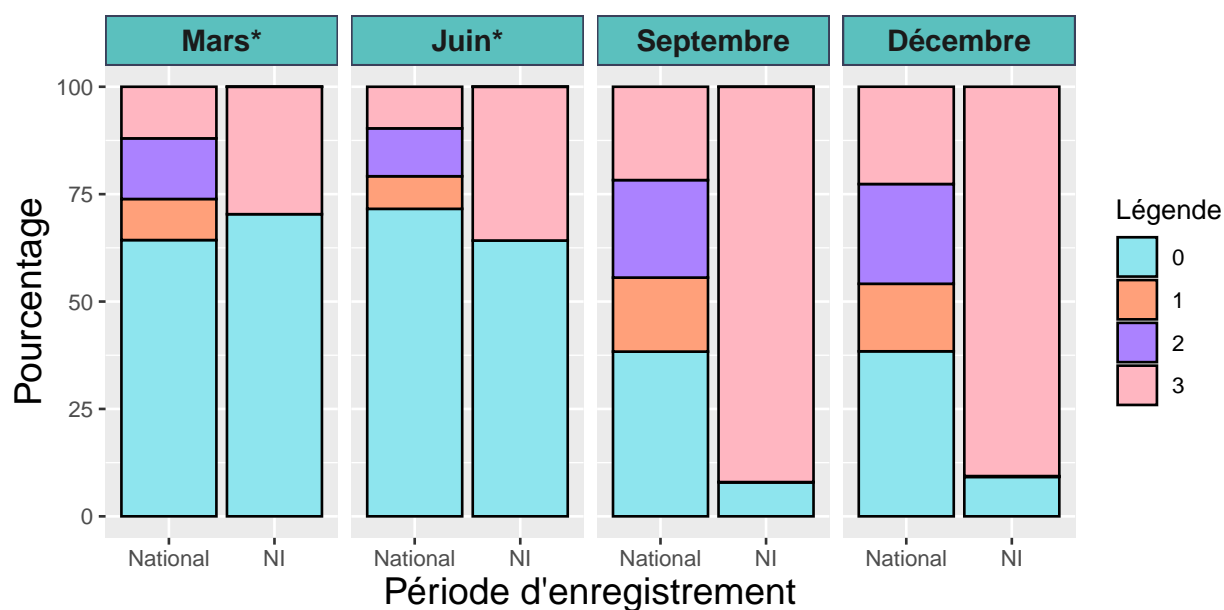 Mars* Juin* Septembre Décembre
Pourcentage
100
75
50
25
0
National NI National NI National NI National NI
Période d'enregistrement
Légende
0
1
2
3